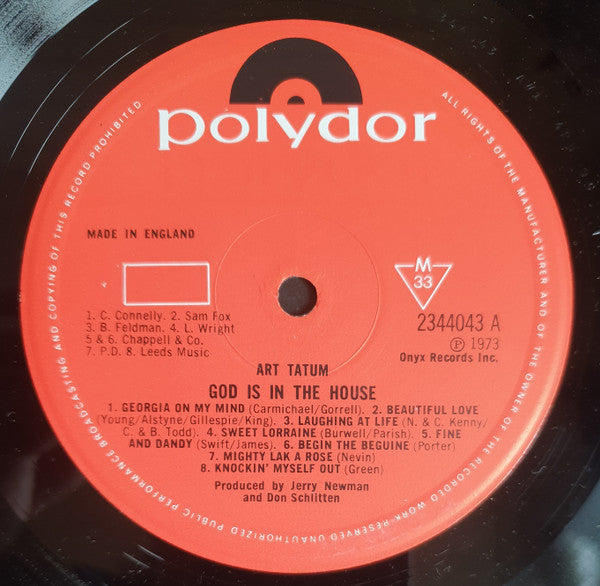 polydor
ALL RIGHTS OF THE MANUFACTURER AND OF THE OWNER OF THE RECORDED WORK RESERVED UNAUTHORIZED PUBLIC PERFORMANCE BROADCASTING AND COPYING OF THIS RECORD PROHIBITED
MADE IN ENGLAND
M
33
1. C. Connelly. 2. Sam Fox
3. B. Feldman. 4. L. Wright
5 & 6. Chappell & Co.
7. P.D. 8. Leeds Music
2344043 A
Ⓟ 1973
Onyx Records Inc.
ART TATUM
GOD IS IN THE HOUSE
1. GEORGIA ON MY MIND (Carmichael/Gorrell). 2. BEAUTIFUL LOVE
(Young/Alstyne/Gillespie/King). 3. LAUGHING AT LIFE (N. & C. Kenny/
C. & B. Todd). 4. SWEET LORRAINE (Burwell/Parish). 5. FINE
AND DANDY (Swift/James). 6. BEGIN THE BEGUINE (Porter)
7. MIGHTY LAK A ROSE (Nevin)
8. KNOCKIN' MYSELF OUT (Green)
Produced by Jerry Newman
and Don Schlitten